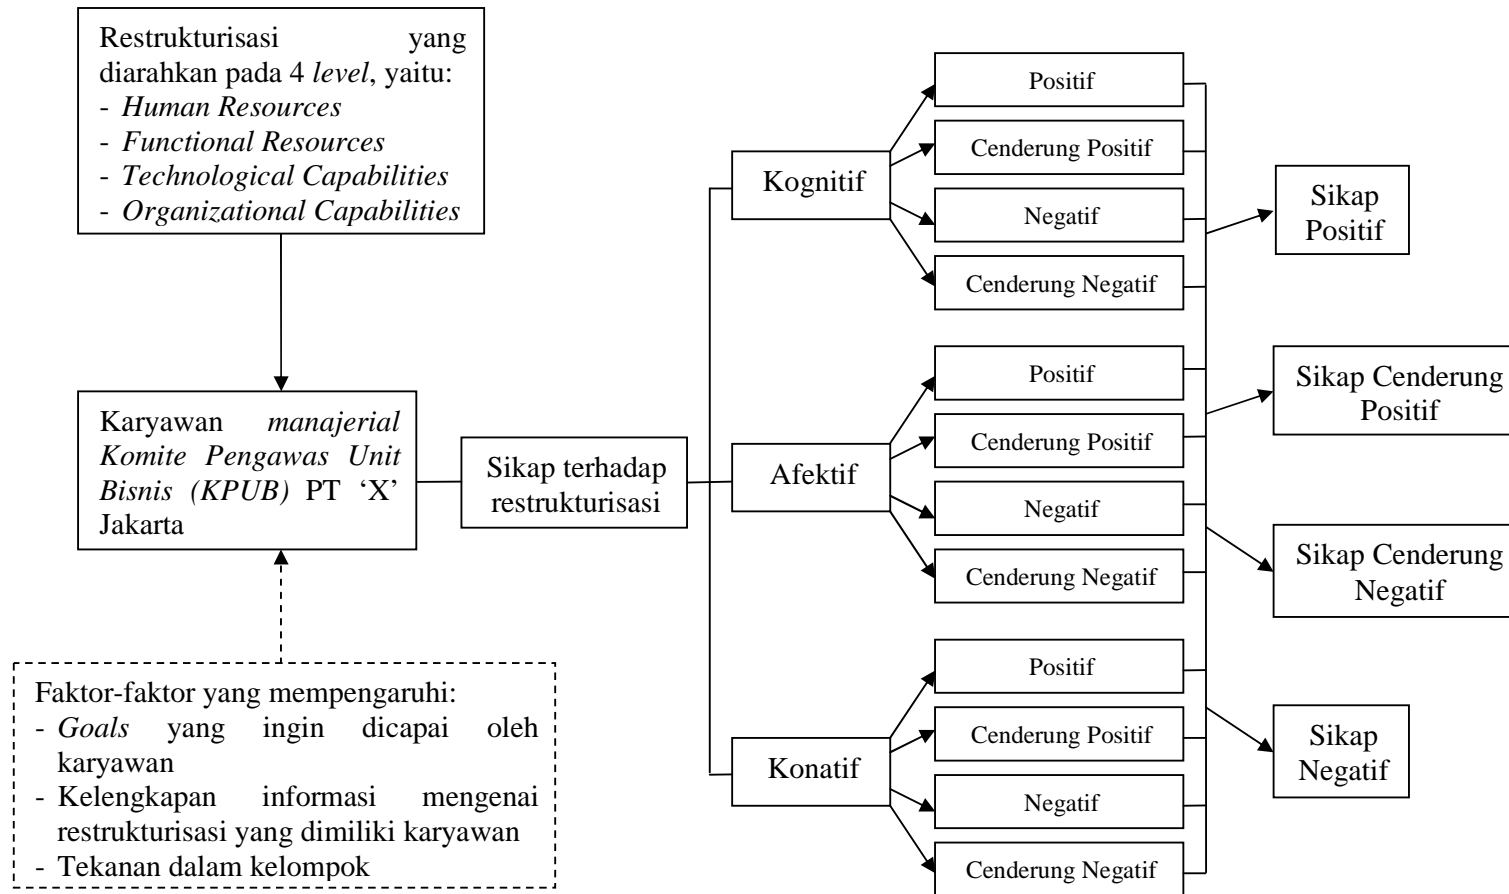 Restrukturisasi yang
diarahkan pada 4 level, yaitu:
- Human Resources
- Functional Resources
- Technological Capabilities
- Organizational Capabilities
Karyawan manajerial
Komite Pengawas Unit
Bisnis (KPUB) PT ‘X’
Jakarta
Faktor-faktor yang mempengaruhi:
- Goals yang ingin dicapai oleh
karyawan
- Kelengkapan informasi mengenai
restrukturisasi yang dimiliki karyawan
- Tekanan dalam kelompok
Sikap terhadap
restrukturisasi
Kognitif
Positif
Cenderung Positif
Negatif
Cenderung Negatif
Afektif
Positif
Cenderung Positif
Negatif
Cenderung Negatif
Konatif
Positif
Cenderung Positif
Negatif
Cenderung Negatif
Sikap
Positif
Sikap Cenderung
Positif
Sikap Cenderung
Negatif
Sikap
Negatif